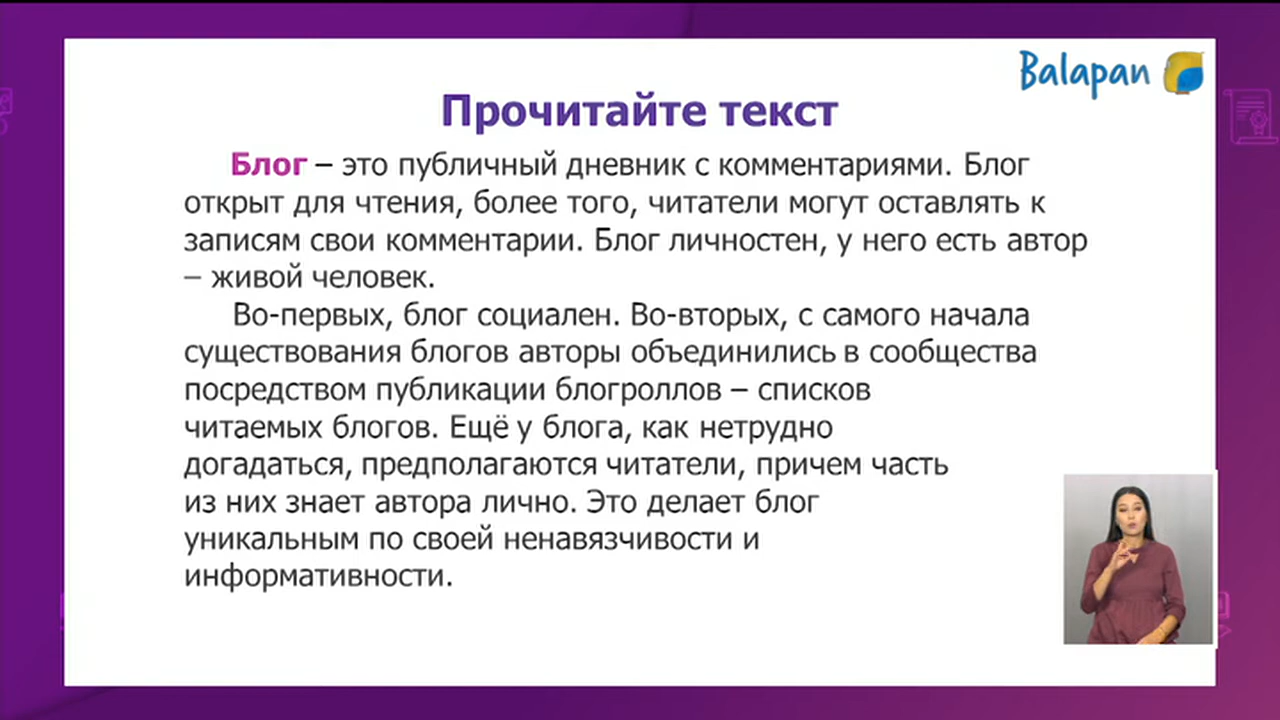 Balapan
Прочитайте текст
Блог – это публичный дневник с комментариями. Блог
открыт для чтения, более того, читатели могут оставлять к
записям свои комментарии. Блог личностен, у него есть автор
– живой человек.
Во-первых, блог социален. Во-вторых, с самого начала
существования блогов авторы объединились в сообщества
посредством публикации блогроллов – списков
читаемых блогов. Ещё у блога, как нетрудно
догадаться, предполагаются читатели, причем часть
из них знает автора лично. Это делает блог
уникальным по своей ненавязчивости и
информативности.